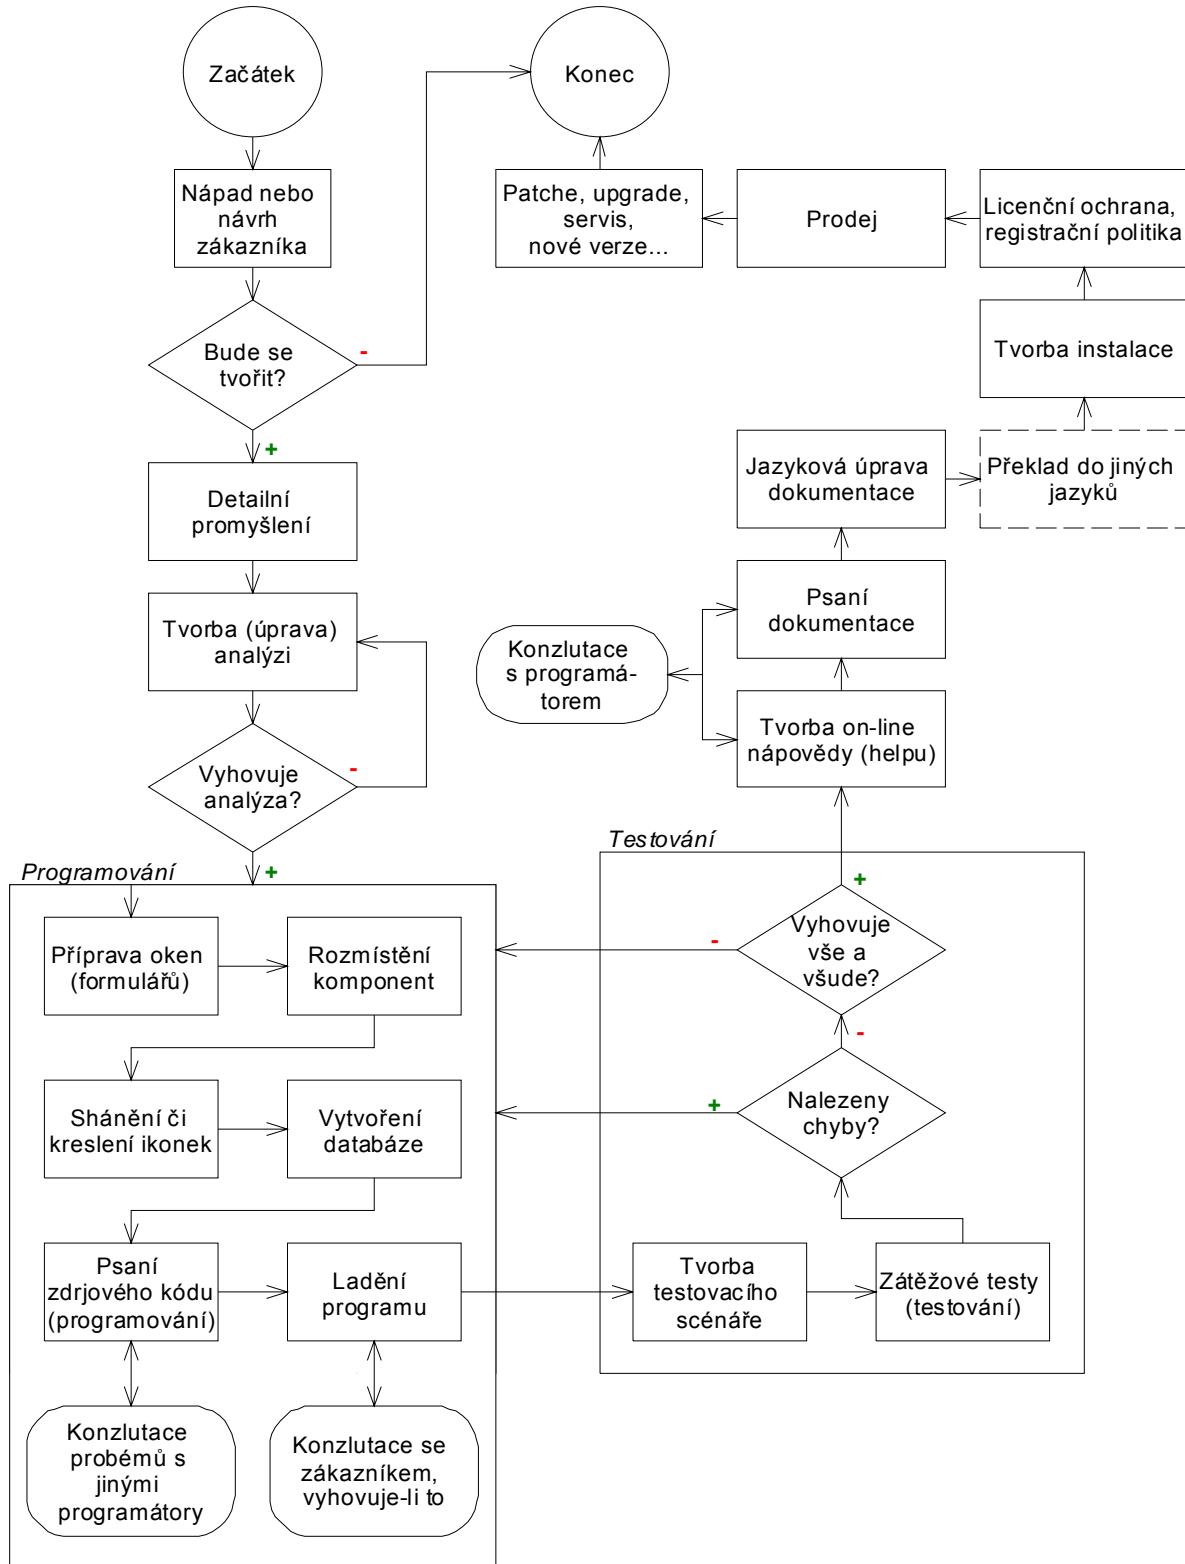 Začátek
Konec
Nápad nebo
návrh
zákazníka
Patche, upgrade,
servis,
nové verze...
Prodej
Licenční ochrana,
registrační politika
Bude se
tvořit?
-
+
Tvorba instalace
Detailní
promyšlení
Jazyková úprava
dokumentace
Překlad do jiných
jazyků
Tvorba (úprava)
analýzi
Psaní
dokumentace
Konzlutace
s programá-
torem
Tvorba on-line
nápovědy (helpu)
Vyhovuje
analýza?
-
+
Programování
Příprava oken
(formulářů)
Rozmístění
komponent
Shánění či
kreslení ikonek
Vytvoření
databáze
Psaní
zdrjového kódu
(programování)
Ladění
programu
Konzlutace
probémů s
jinými
programátory
Konzlutace se
zákazníkem,
vyhovuje-li to
Testování
+
Vyhovuje
vše a
všude?
-
-
Nalezeny
chyby?
+
Tvorba
testovacího
scénáře
Zátěžové testy
(testování)